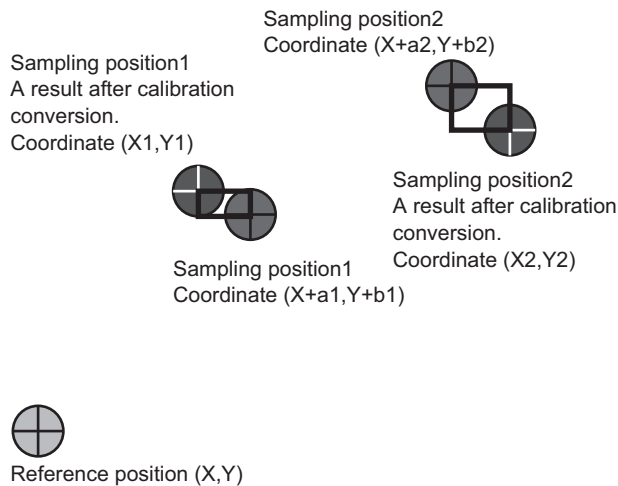 Sampling position2
Coordinate (X+a2,Y+b2)
Sampling position1
A result after calibration
conversion.
Coordinate (X1,Y1)
Sampling position2
A result after calibration
conversion.
Coordinate (X2,Y2)
Sampling position1
Coordinate (X+a1,Y+b1)
Reference position (X,Y)